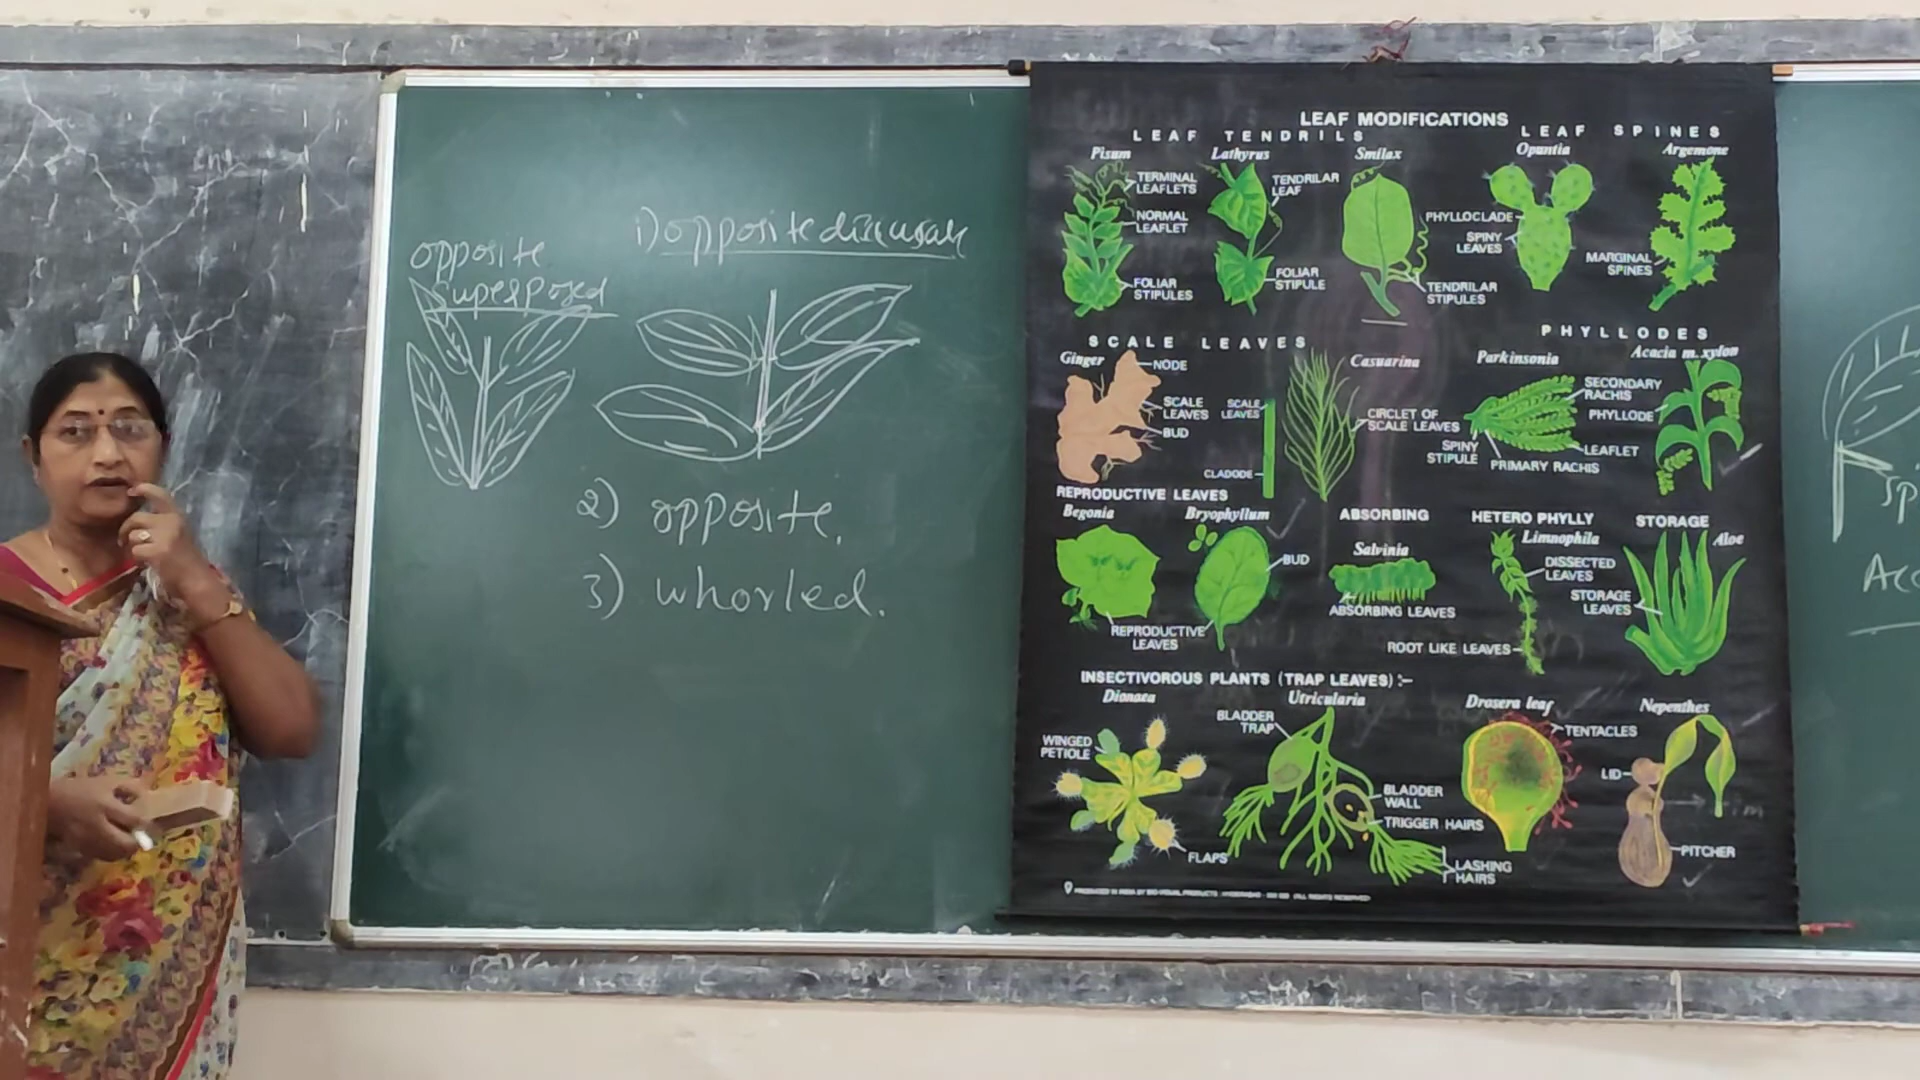 opposite
superposed
1) opposite
2) opposite.
3) whorled.
LEAF MODIFICATIONS
LEAF TENDRILS
Pisum
Lathyrus
Smilax
TERMINAL
LEAFLETS
NORMAL
LEAFLET
FOLIAR
STIPULES
TENDRILAR
LEAF
FOLIAR
STIPULE
TENDRILAR
STIPULES
LEAF SPINES
Opuntia
Argemone
PHYLLOCLADE
SPINY
LEAVES
MARGINAL
SPINES
SCALE LEAVES
Ginger
Casuarina
NODE
SCALE
LEAVES
BUD
SCALE
LEAVES
CLADODE
CIRCLET OF
SCALE LEAVES
PHYLLODES
Parkinsonia
Acacia m. xylon
SECONDARY
RACHIS
PHYLLODE
LEAFLET
SPINY
STIPULE
PRIMARY RACHIS
REPRODUCTIVE LEAVES
Begonia
Bryophyllum
BUD
REPRODUCTIVE
LEAVES
ABSORBING
Salvinia
ABSORBING LEAVES
HETERO PHYLLY
Limnophila
DISSECTED
LEAVES
ROOT LIKE LEAVES
STORAGE
Aloe
STORAGE
LEAVES
INSECTIVOROUS PLANTS (TRAP LEAVES) :-
Dionaea
Utricularia
Drosera leaf
Nepenthes
WINGED
PETIOLE
FLAPS
BLADDER
TRAP
BLADDER
WALL
TRIGGER HAIRS
LASHING
HAIRS
TENTACLES
LID
PITCHER